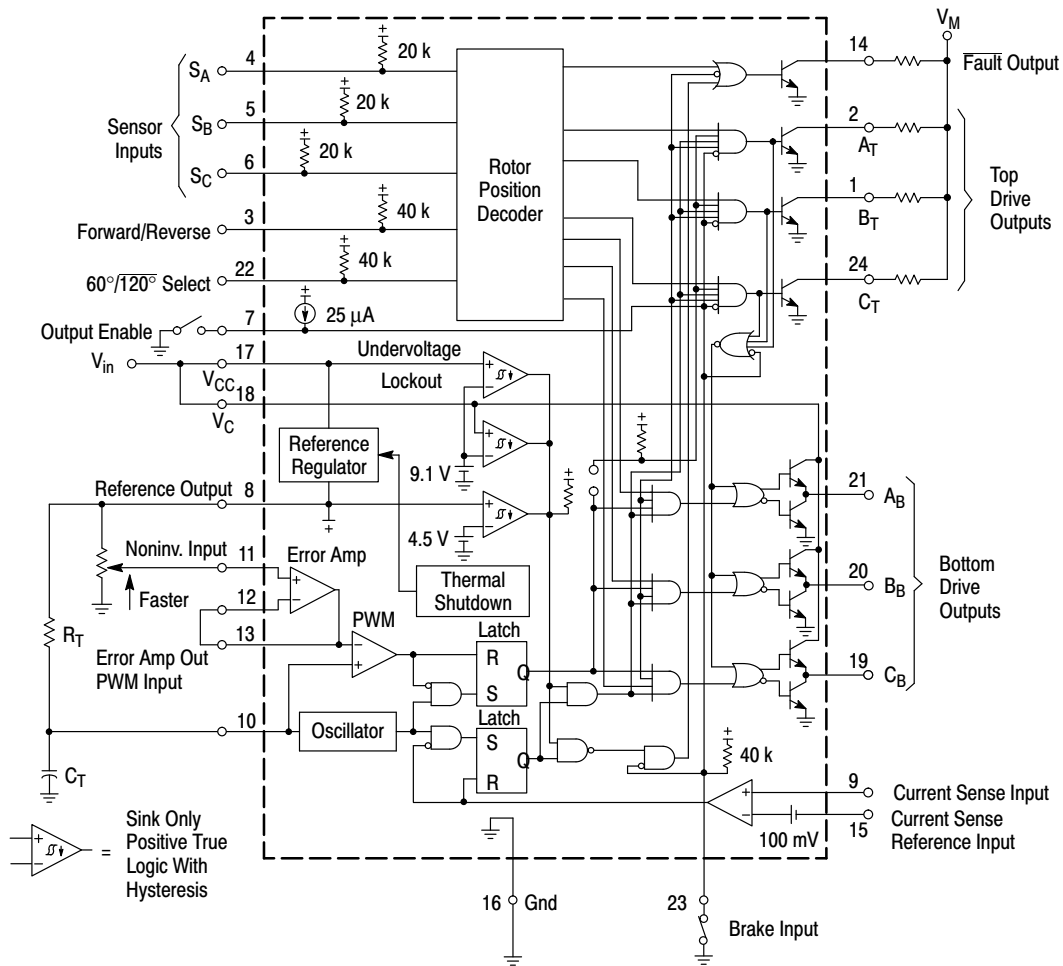 V_M
14
Fault Output
4
S_A
20 k
5
S_B
20 k
6
S_C
20 k
Sensor
Inputs
3
Forward/Reverse
40 k
22
60°/120° Select
40 k
Rotor
Position
Decoder
2
A_T
1
B_T
24
C_T
Top
Drive
Outputs
7
Output Enable
25 μA
V_in
17
V_CC
Undervoltage
Lockout
18
V_C
Reference
Regulator
9.1 V
Reference Output
8
4.5 V
21
A_B
20
B_B
19
C_B
Bottom
Drive
Outputs
Noninv. Input
11
Error Amp
+
−
12
Faster
13
Thermal
Shutdown
R_T
Error Amp Out
PWM Input
PWM
−
+
Latch
R
Q
S
10
Oscillator
Latch
S
Q
R
C_T
40 k
9
Current Sense Input
15
Current Sense
Reference Input
+
−
100 mV
+
−
=
Sink Only
Positive True
Logic With
Hysteresis
16
Gnd
23
Brake Input